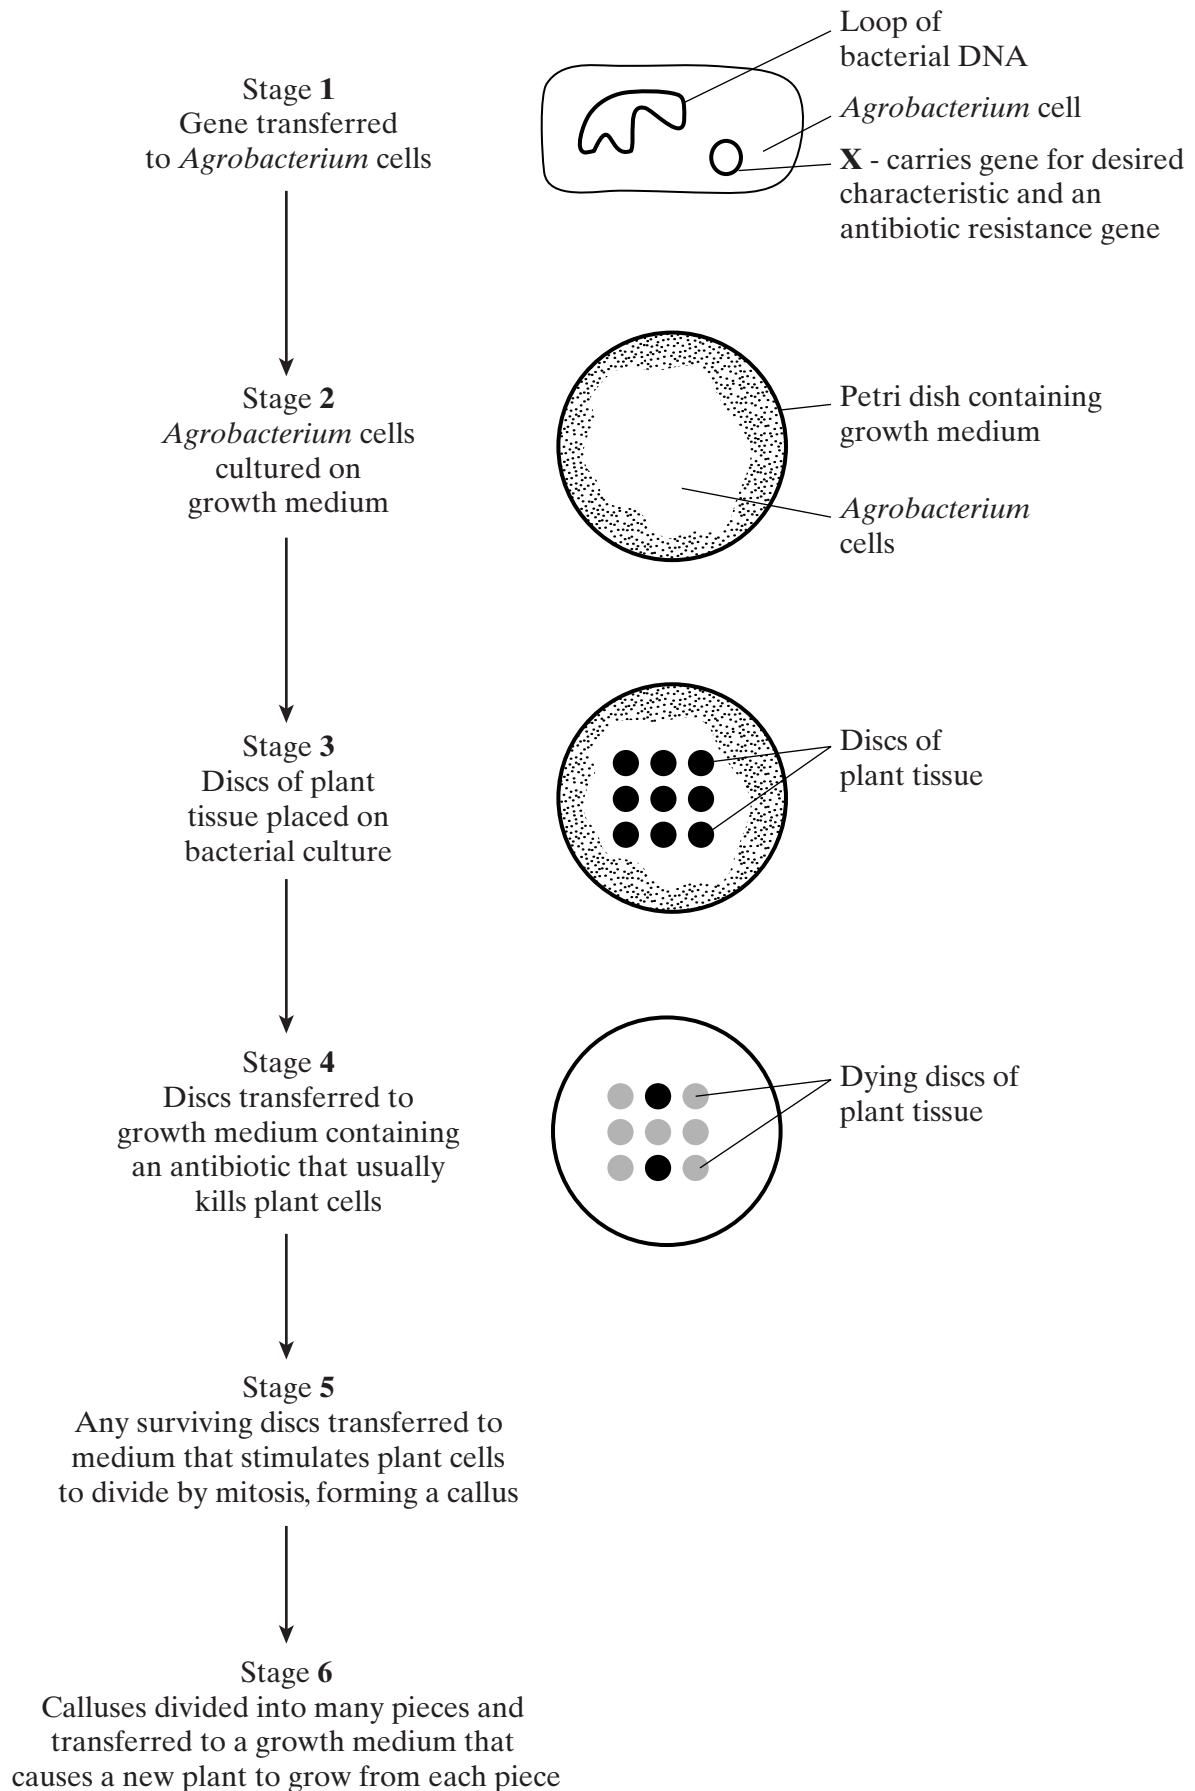 Stage 1
Gene transferred
to Agrobacterium cells
Loop of
bacterial DNA
Agrobacterium cell
X - carries gene for desired
characteristic and an
antibiotic resistance gene
Stage 2
Agrobacterium cells
cultured on
growth medium
Petri dish containing
growth medium
Agrobacterium
cells
Stage 3
Discs of plant
tissue placed on
bacterial culture
Discs of
plant tissue
Stage 4
Discs transferred to
growth medium containing
an antibiotic that usually
kills plant cells
Dying discs of
plant tissue
Stage 5
Any surviving discs transferred to
medium that stimulates plant cells
to divide by mitosis, forming a callus
Stage 6
Calluses divided into many pieces and
transferred to a growth medium that
causes a new plant to grow from each piece